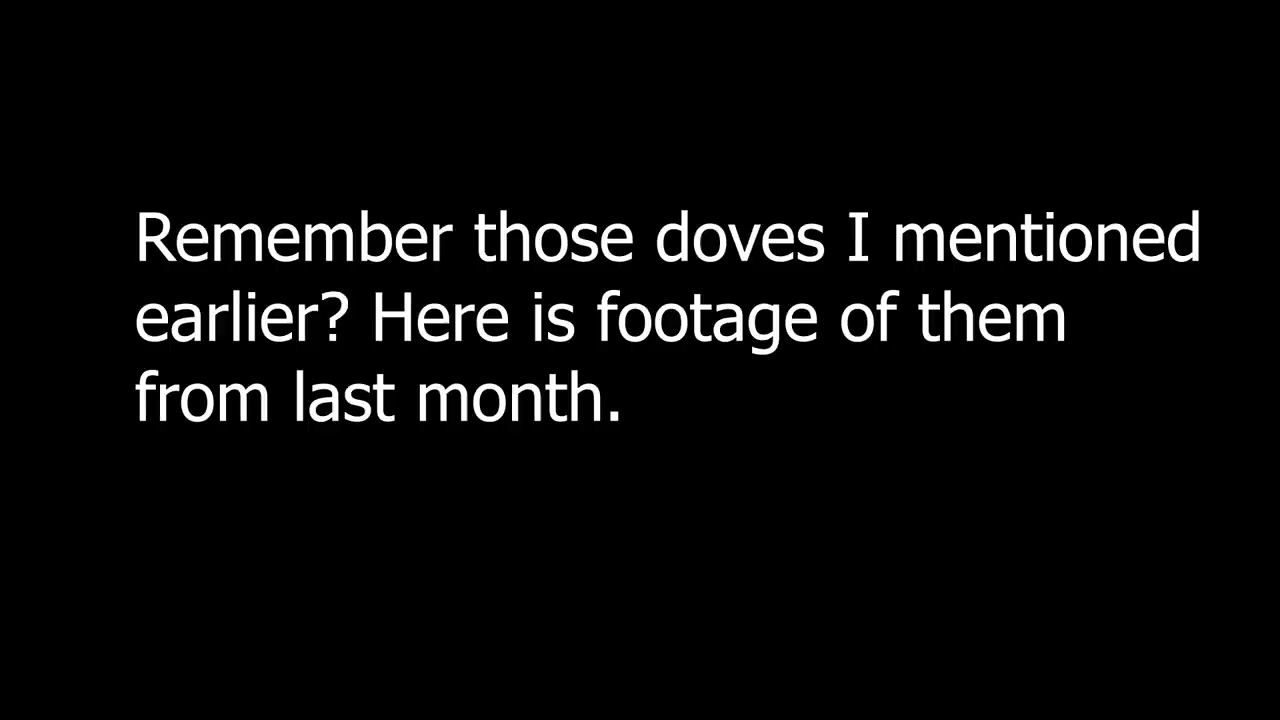 Remember those doves I mentioned
earlier? Here is footage of them
from last month.